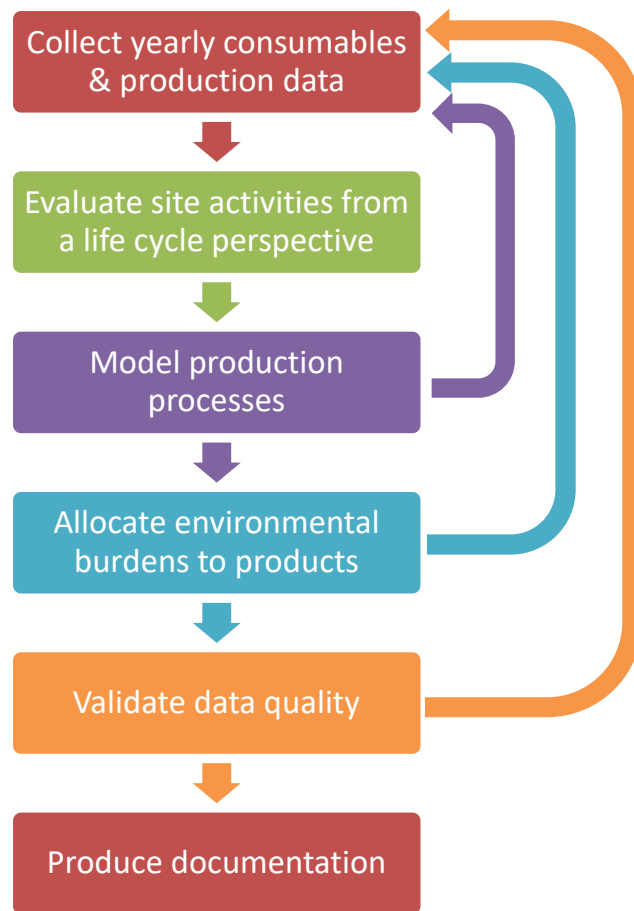 Collect yearly consumables
& production data
Evaluate site activities from
a life cycle perspective
Model production
processes
Allocate environmental
burdens to products
Validate data quality
Produce documentation